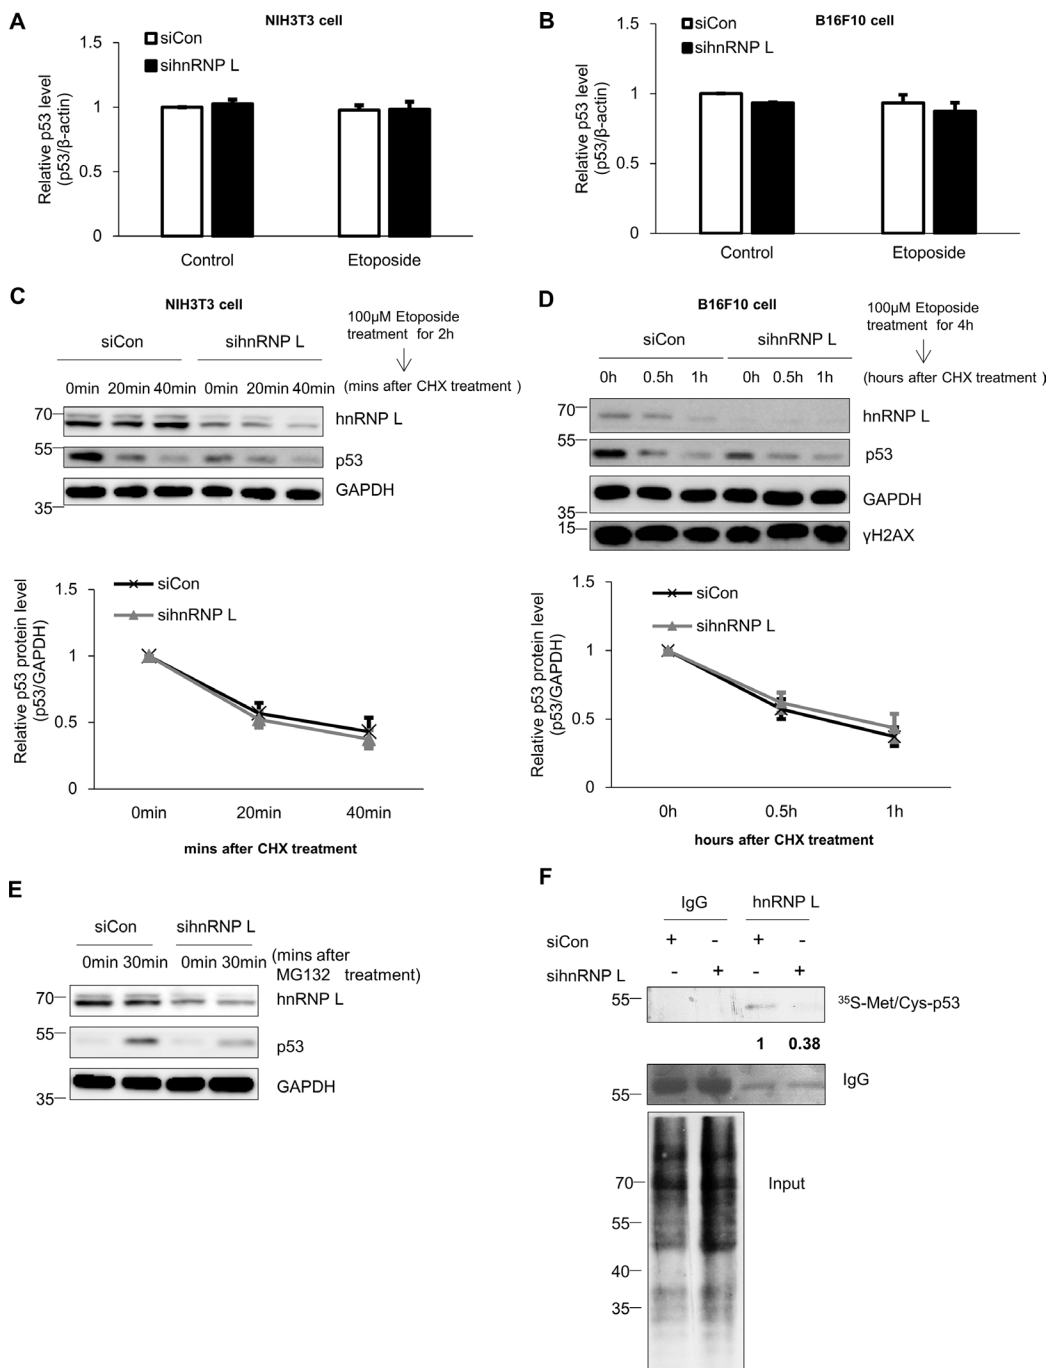 A
NIH3T3 cell
siCon
sihnRNP L
Relative p53 level
(p53/β-actin)
1.5
1
0.5
0
Control
Etoposide
B
B16F10 cell
siCon
sihnRNP L
Relative p53 level
(p53/β-actin)
1.5
1
0.5
0
Control
Etoposide
C
NIH3T3 cell
100μM Etoposide
treatment for 2h
siCon
sihnRNP L
0min 20min 40min 0min 20min 40min (mins after CHX treatment )
70
hnRNP L
55
p53
GAPDH
35
siCon
sihnRNP L
Relative p53 protein level
(p53/GAPDH)
1.5
1
0.5
0
0min
20min
40min
mins after CHX treatment
D
B16F10 cell
100μM Etoposide
treatment for 4h
siCon
sihnRNP L
0h 0.5h 1h 0h 0.5h 1h (hours after CHX treatment )
70
hnRNP L
55
p53
GAPDH
35
15
γH2AX
siCon
sihnRNP L
Relative p53 protein level
(p53/GAPDH)
1.5
1
0.5
0
0h
0.5h
1h
hours after CHX treatment
E
siCon
sihnRNP L
0min 30min 0min 30min (mins after
MG132 treatment)
70
hnRNP L
55
p53
GAPDH
35
F
IgG
hnRNP L
siCon + - + -
sihnRNP L - + - +
55
³⁵S-Met/Cys-p53
1 0.38
IgG
55
70
Input
55
40
35